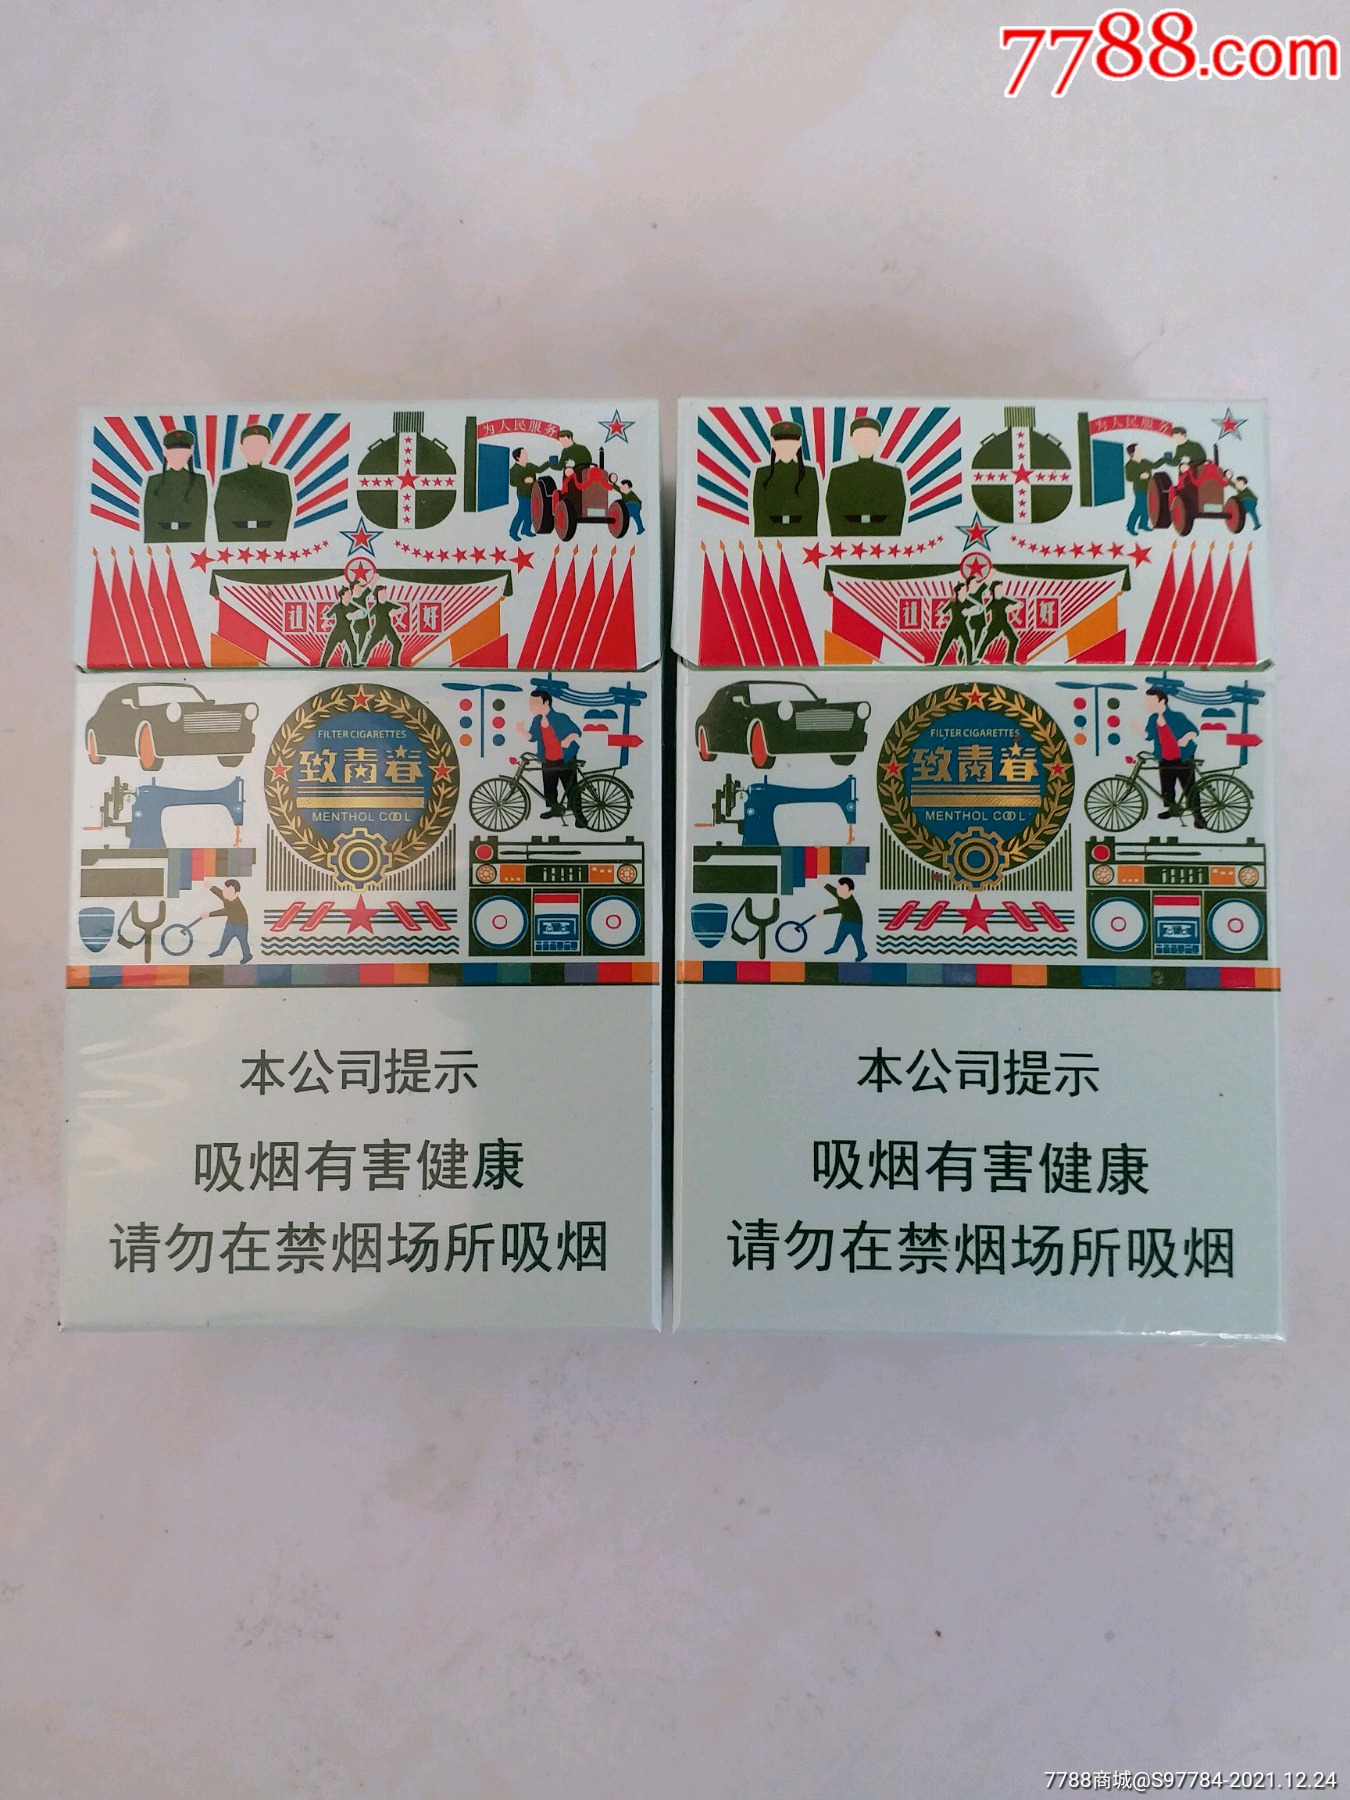 7788.com
为人民服务
为人民服务
FILTER CIGARETTES
致青春
MENTHOL COOL
FILTER CIGARETTES
致青春
MENTHOL COOL
本公司提示
吸烟有害健康
请勿在禁烟场所吸烟
本公司提示
吸烟有害健康
请勿在禁烟场所吸烟
7788商城@S97784-2021.12.24